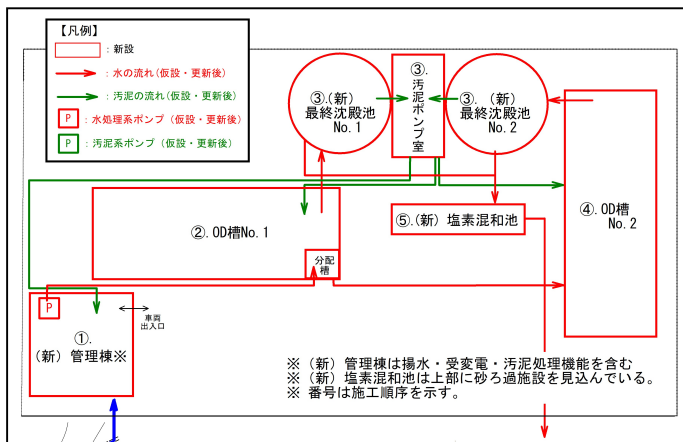 【凡例】
：新設
：水の流れ(仮設・更新後)
：汚泥の流れ(仮設・更新後)
P ：水処理系ポンプ（仮設・更新後）
P ：汚泥系ポンプ（仮設・更新後）
③.(新)
最終沈殿池
No.1
③.
汚泥ポンプ室
③. (新)
最終沈殿池
No.2
②.OD槽No.1
分配
槽
⑤.(新) 塩素混和池
④.OD槽
No.2
P
①.
(新) 管理棟※
車両
出入口
※（新）管理棟は揚水・受変電・汚泥処理機能を含む
※（新）塩素混和池は上部に砂ろ過施設を見込んでいる。
※ 番号は施工順序を示す。